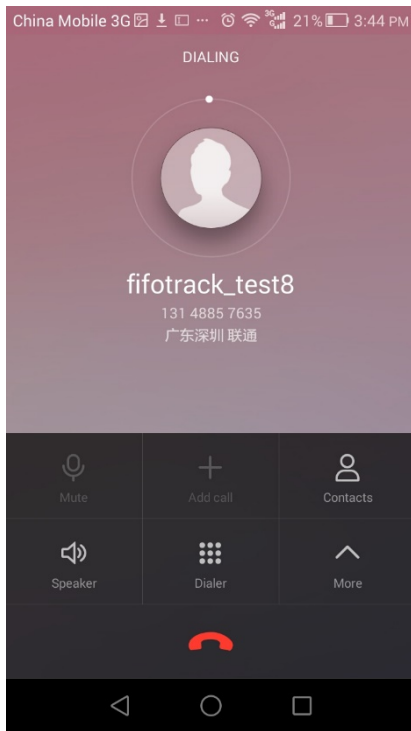 China Mobile 3G ... 3G G 21% 3:44 PM
DIALING
fifotrack_test8
131 4885 7635
广东深圳 联通
Mute Add call Contacts
Speaker Dialer More